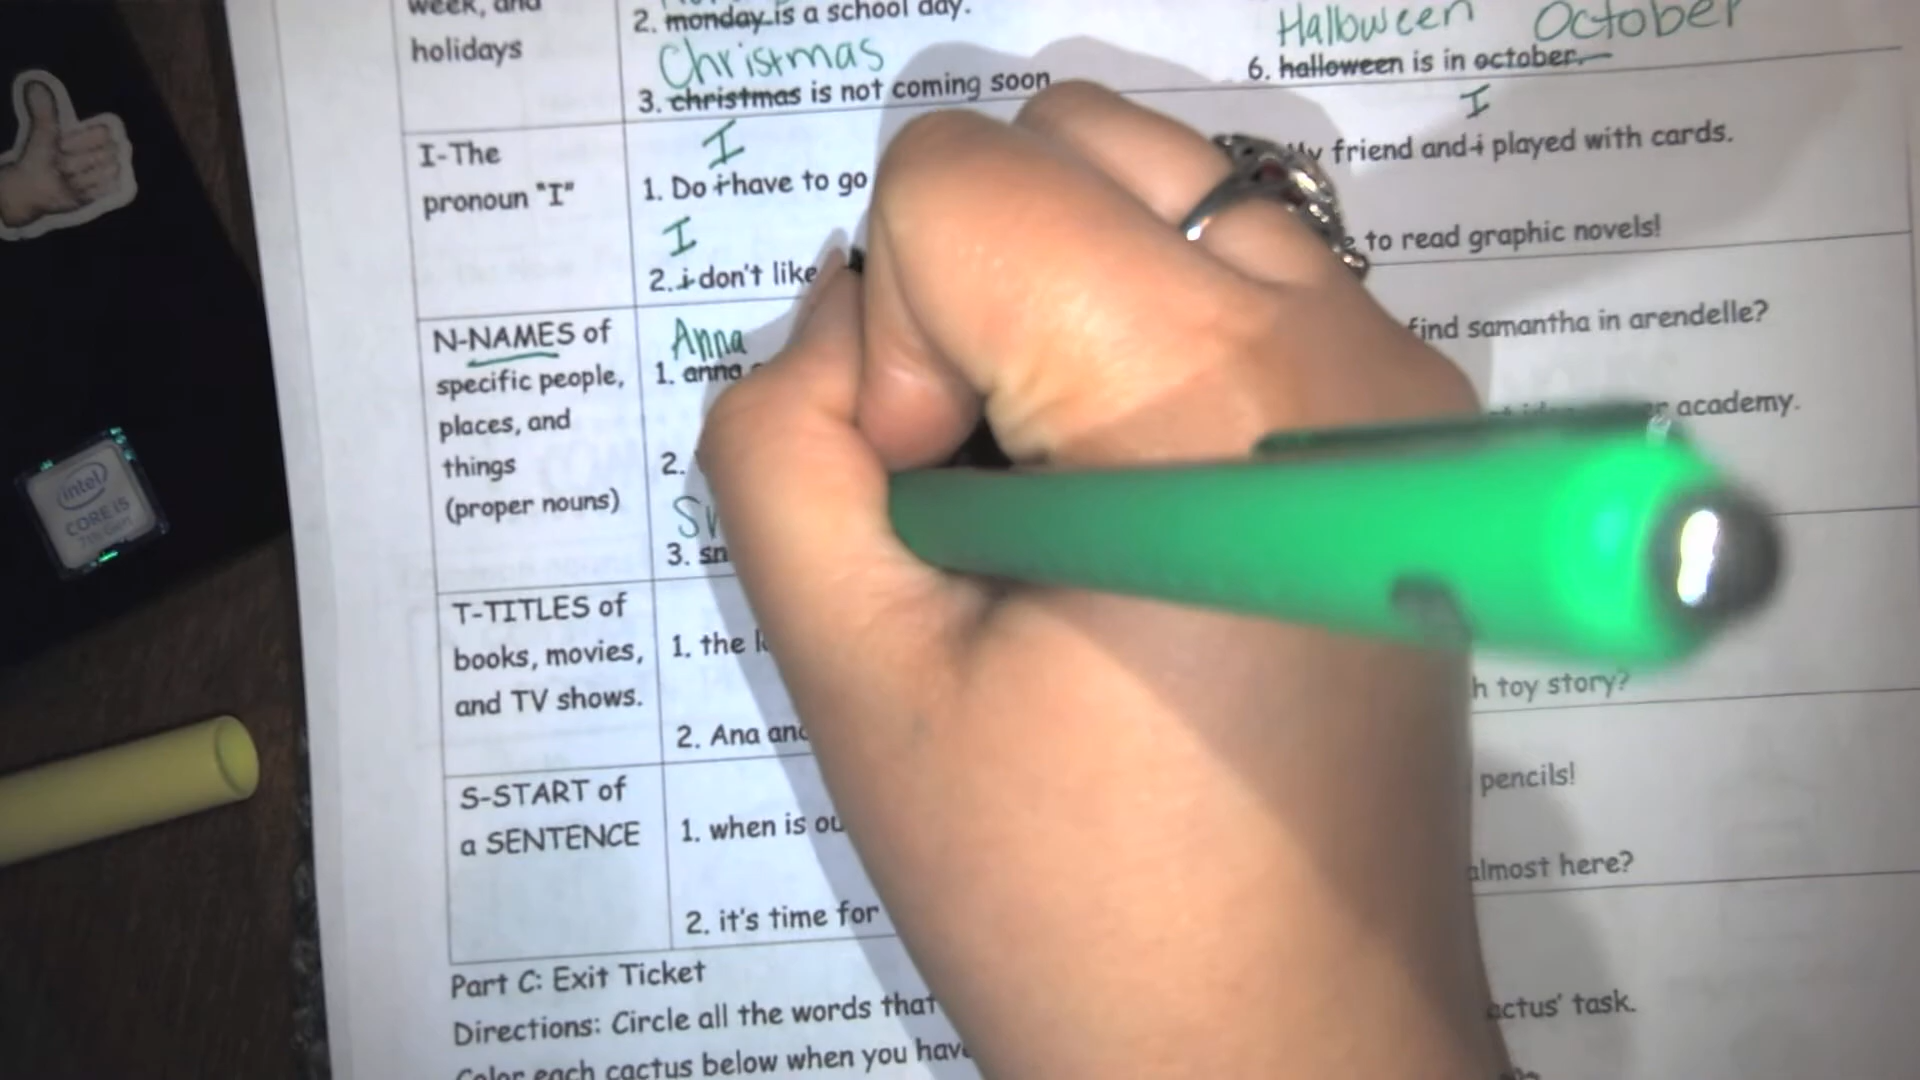 week, and
holidays
2. monday is a school day.
Christmas
3. christmas is not coming soon
Halloween October
6. halloween is in october.
I-The
pronoun "I"
I
1. Do i have to go
I
2. i don't like
I
My friend and i played with cards.
to read graphic novels!
N-NAMES of
specific people,
places, and
things
(proper nouns)
Anna
1. anna
2.
3. sn
find samantha in arendelle?
academy.
T-TITLES of
books, movies,
and TV shows.
1. the
2. Ana and
toy story?
S-START of
a SENTENCE
1. when is
2. it's time for
pencils!
almost here?
Part C: Exit Ticket
Directions: Circle all the words that
actus' task.
Color each cactus below when you have
intel
CORE i5
7th Gen